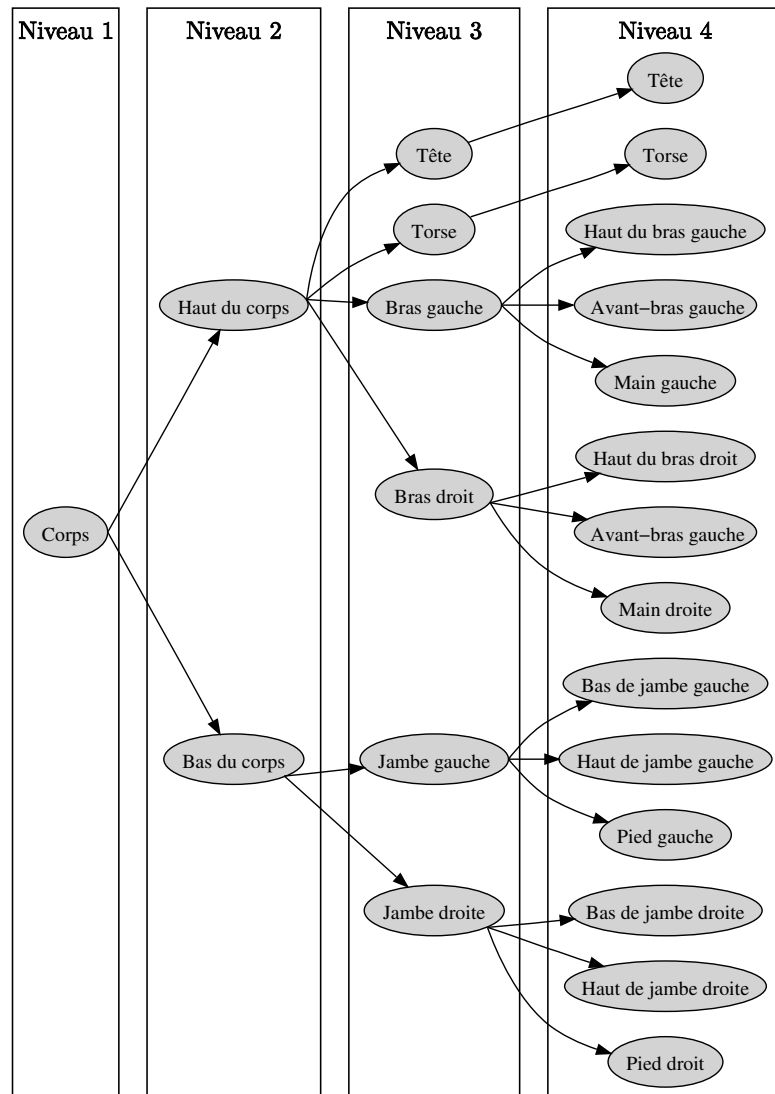 Niveau 1
Niveau 2
Niveau 3
Niveau 4
Tête
Tête
Torse
Torse
Haut du bras gauche
Haut du corps
Bras gauche
Avant−bras gauche
Main gauche
Haut du bras droit
Bras droit
Corps
Avant−bras gauche
Main droite
Bas de jambe gauche
Bas du corps
Jambe gauche
Haut de jambe gauche
Pied gauche
Jambe droite
Bas de jambe droite
Haut de jambe droite
Pied droit